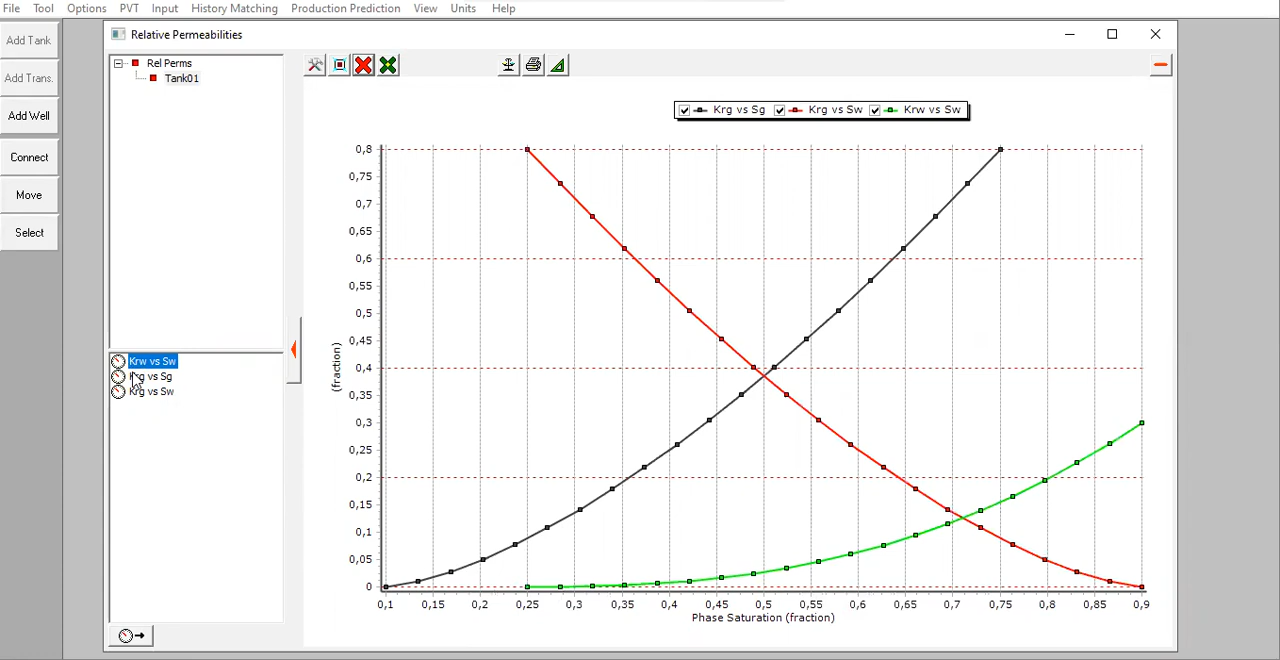 File Tool Options PVT Input History Matching Production Prediction View Units Help
Add Tank
Add Trans.
Add Well
Connect
Move
Select
Relative Permeabilities
Rel Perms
Tank01
Krw vs Sw
Krg vs Sg
Krg vs Sw
Krg vs Sg Krg vs Sw Krw vs Sw
0,8
0,75
0,7
0,65
0,6
0,55
0,5
0,45
0,4
0,35
0,3
0,25
0,2
0,15
0,1
0,05
0
(fraction)
0,1 0,15 0,2 0,25 0,3 0,35 0,4 0,45 0,5 0,55 0,6 0,65 0,7 0,75 0,8 0,85 0,9
Phase Saturation (fraction)